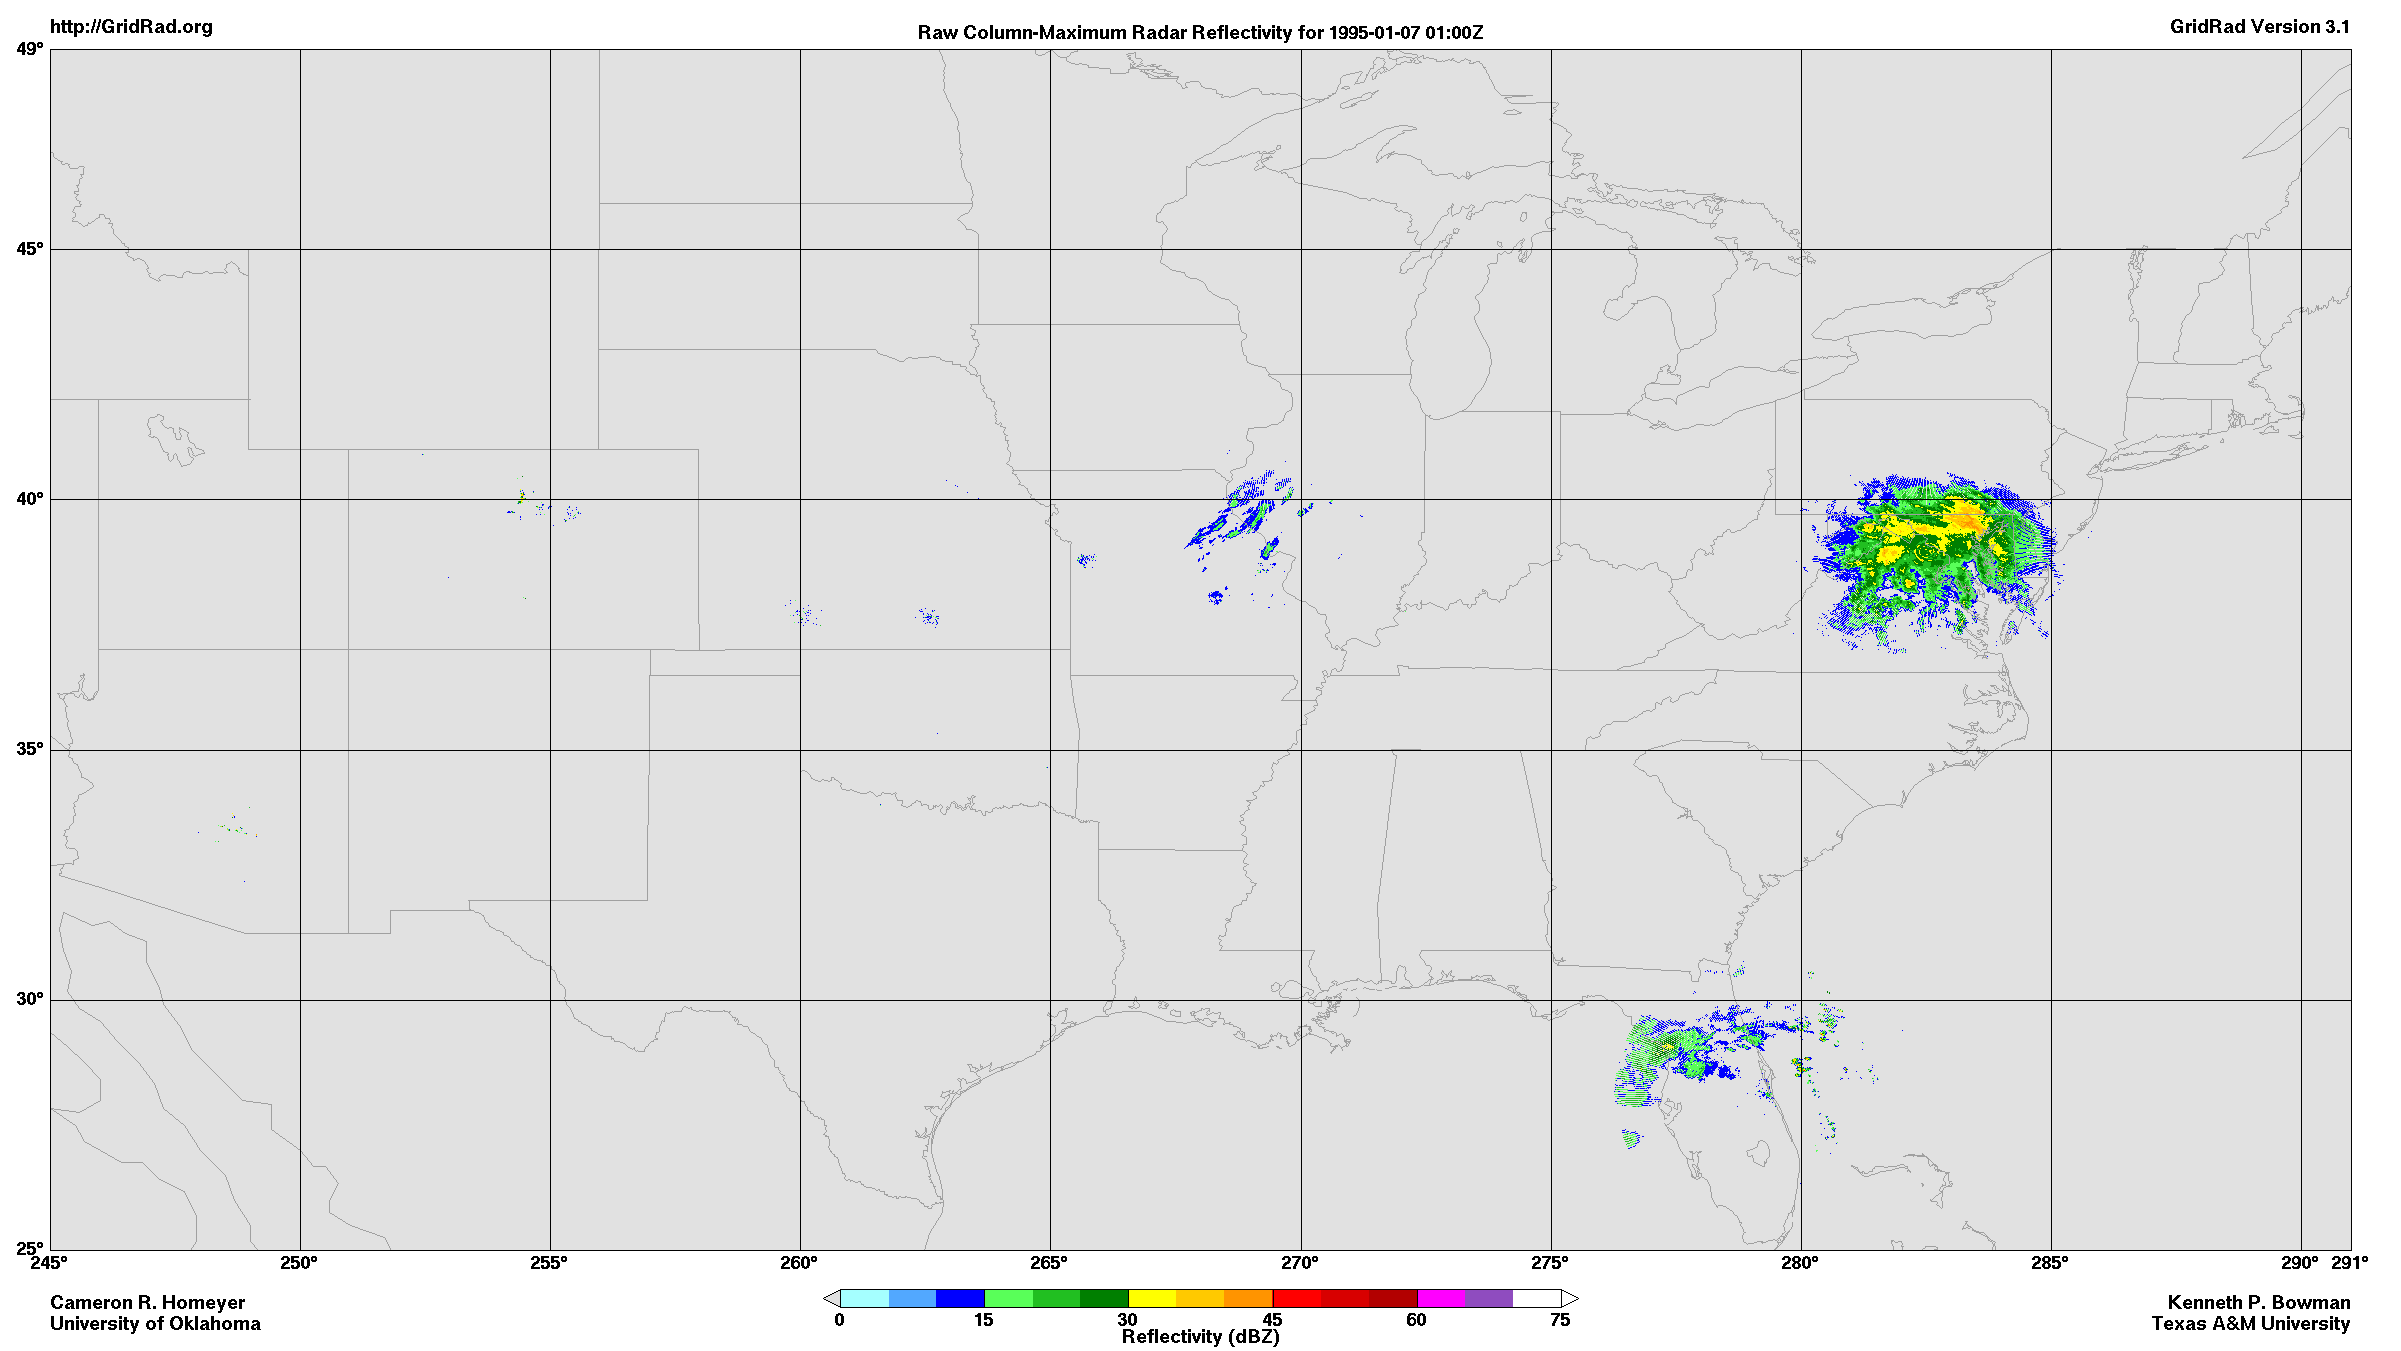 http://GridRad.org
Raw Column-Maximum Radar Reflectivity for 1995-01-07 01:00Z
GridRad Version 3.1
49°
45°
40°
35°
30°
25°
245° 250° 255° 260° 265° 270° 275° 280° 285° 290° 291°
0 15 30 45 60 75
Reflectivity (dBZ)
Cameron R. Homeyer
University of Oklahoma
Kenneth P. Bowman
Texas A&M University